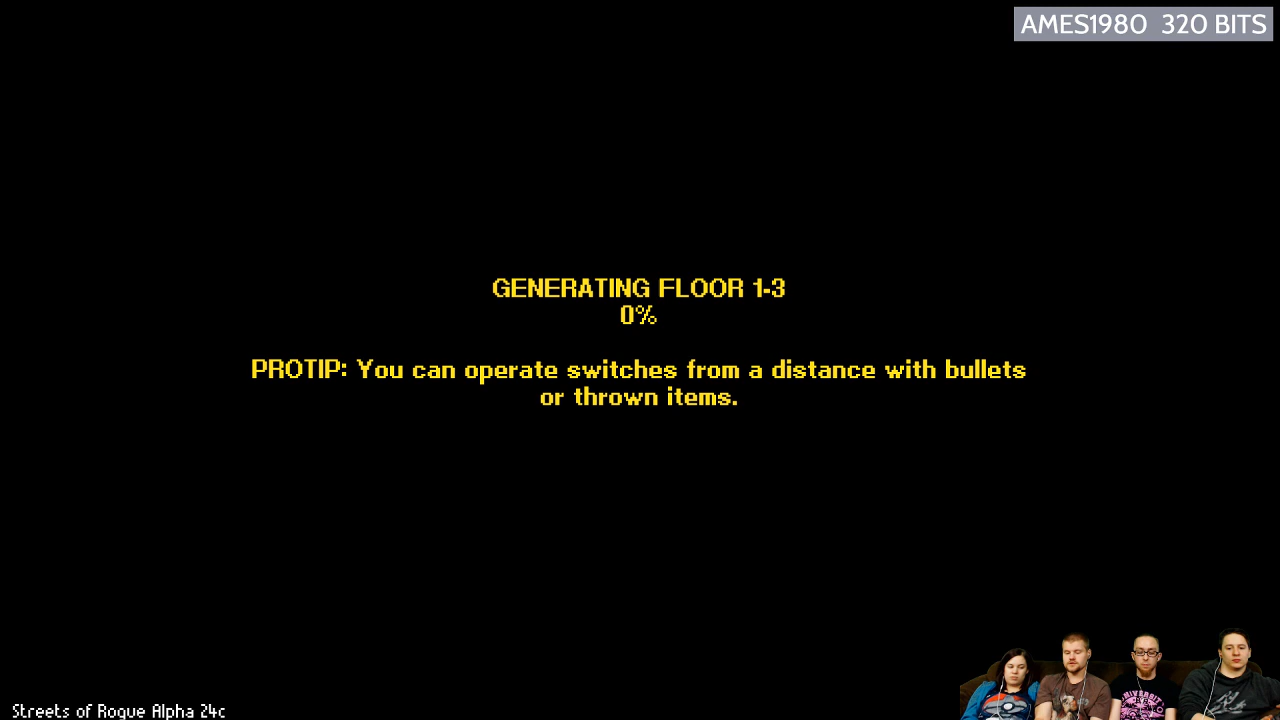 AMES1980 320 BITS
GENERATING FLOOR 1-3
0%
PROTIP: You can operate switches from a distance with bullets
or thrown items.
Streets of Rogue Alpha 24c